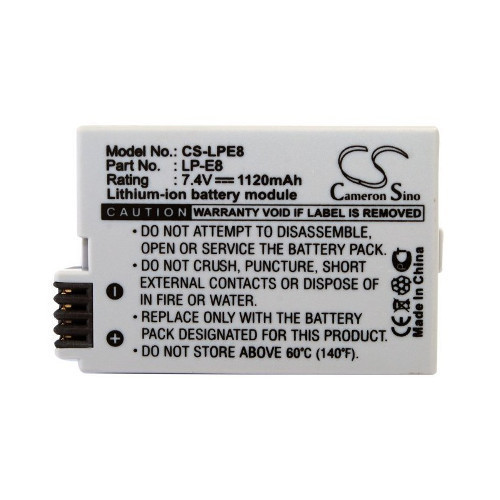 Model No.: CS-LPE8
Part No.: LP-E8
Rating : 7.4V 1120mAh
Lithium-ion battery module
CS
Cameron Sino
CAUTION WARRANTY VOID IF LABEL IS REMOVED
• DO NOT ATTEMPT TO DISASSEMBLE,
OPEN OR SERVICE THE BATTERY PACK.
• DO NOT CRUSH, PUNCTURE, SHORT
EXTERNAL CONTACTS OR DISPOSE OF
IN FIRE OR WATER.
• REPLACE ONLY WITH THE BATTERY
PACK DESIGNATED FOR THIS PRODUCT.
• DO NOT STORE ABOVE 60°C (140°F).
CE
Made In China